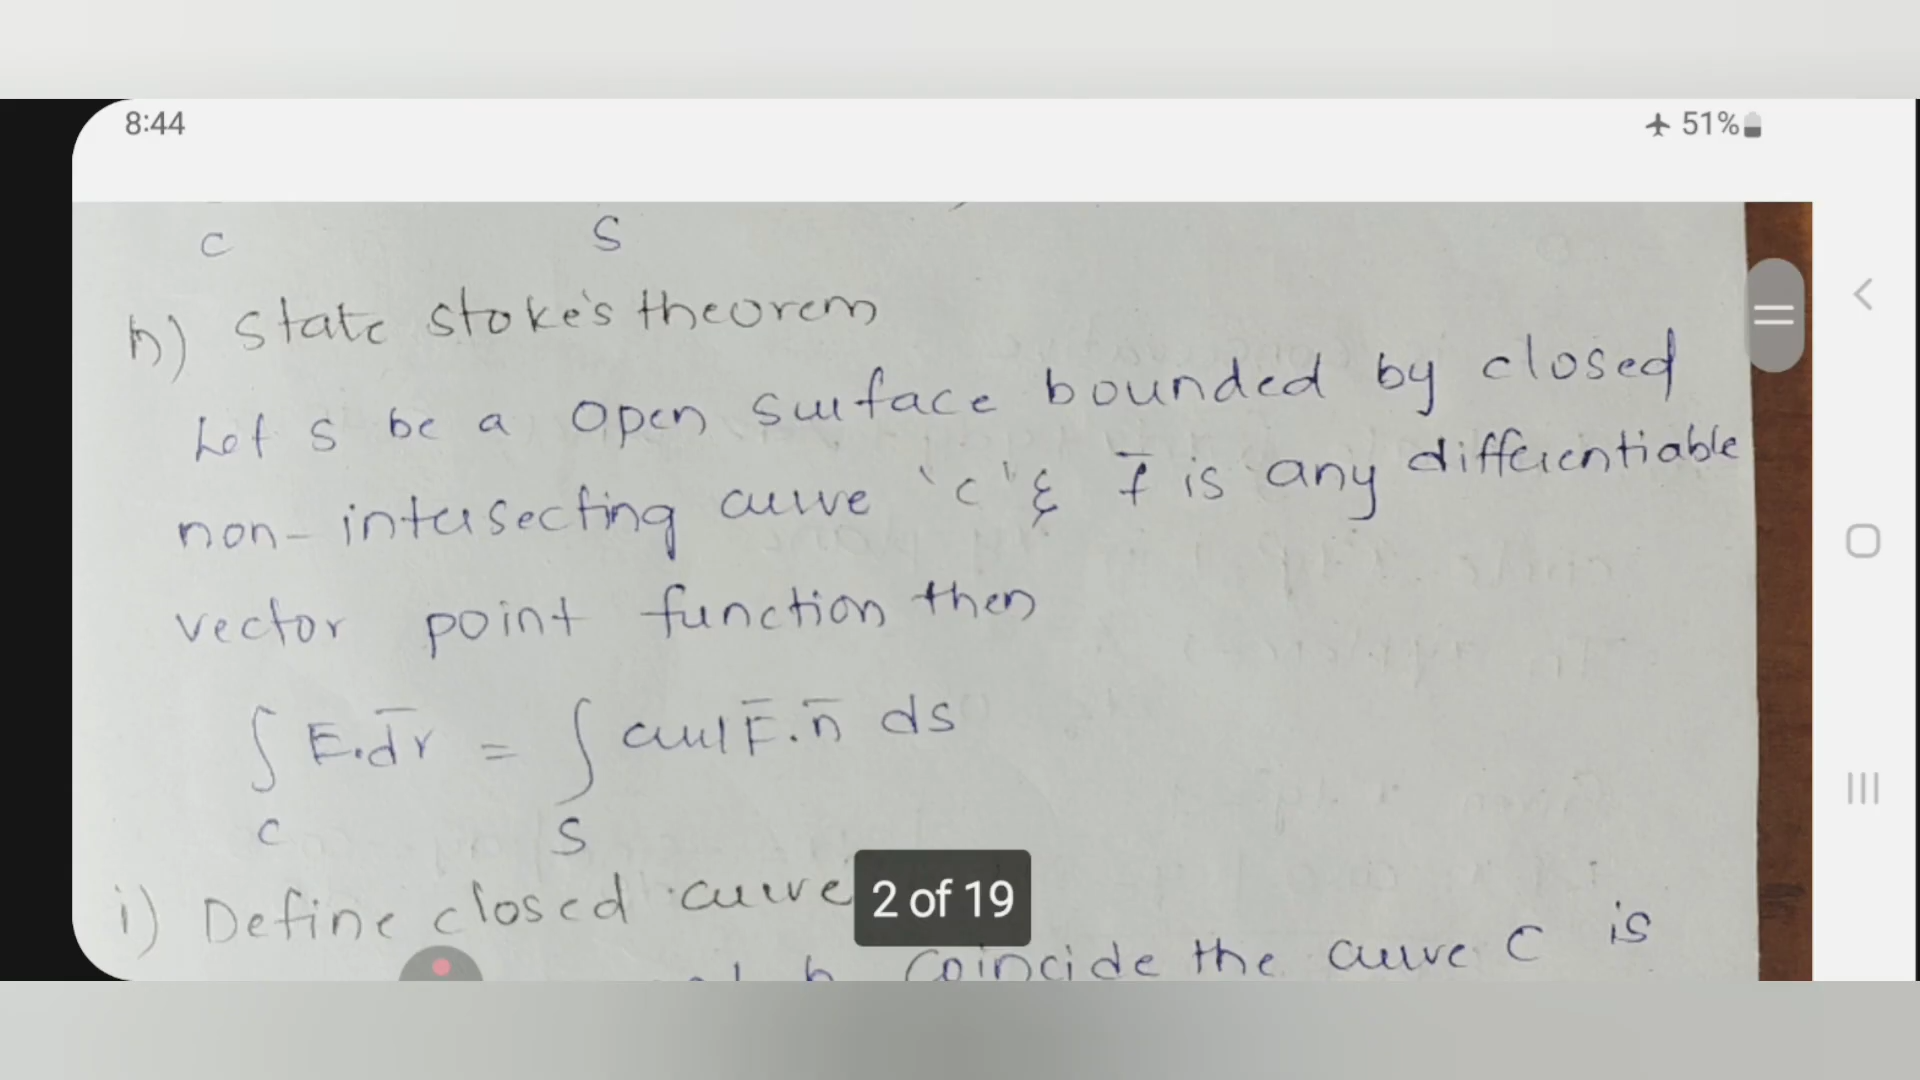 8:44
51%
C S
h) State stoke's theorem
Let s be a open surface bounded by closed
non-intersecting curve 'c' & f̅ is any differentiable
vector point function then
∫ F.d̅r = ∫ curl F̅.n̅ ds
C S
i) Define closed curve
2 of 19
b coincide the curve C is